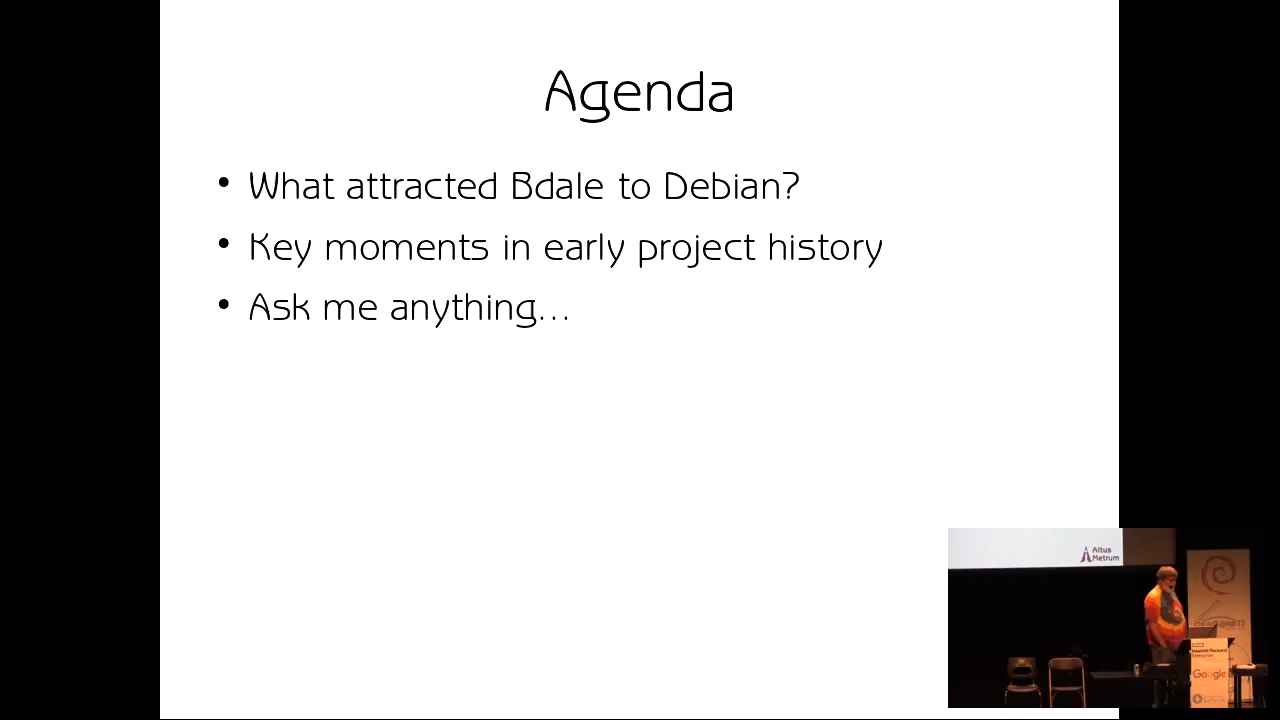 Agenda
• What attracted Bdale to Debian?
• Key moments in early project history
• Ask me anything...
Altus
Metrum
Hewlett Packard
Enterprise
Google